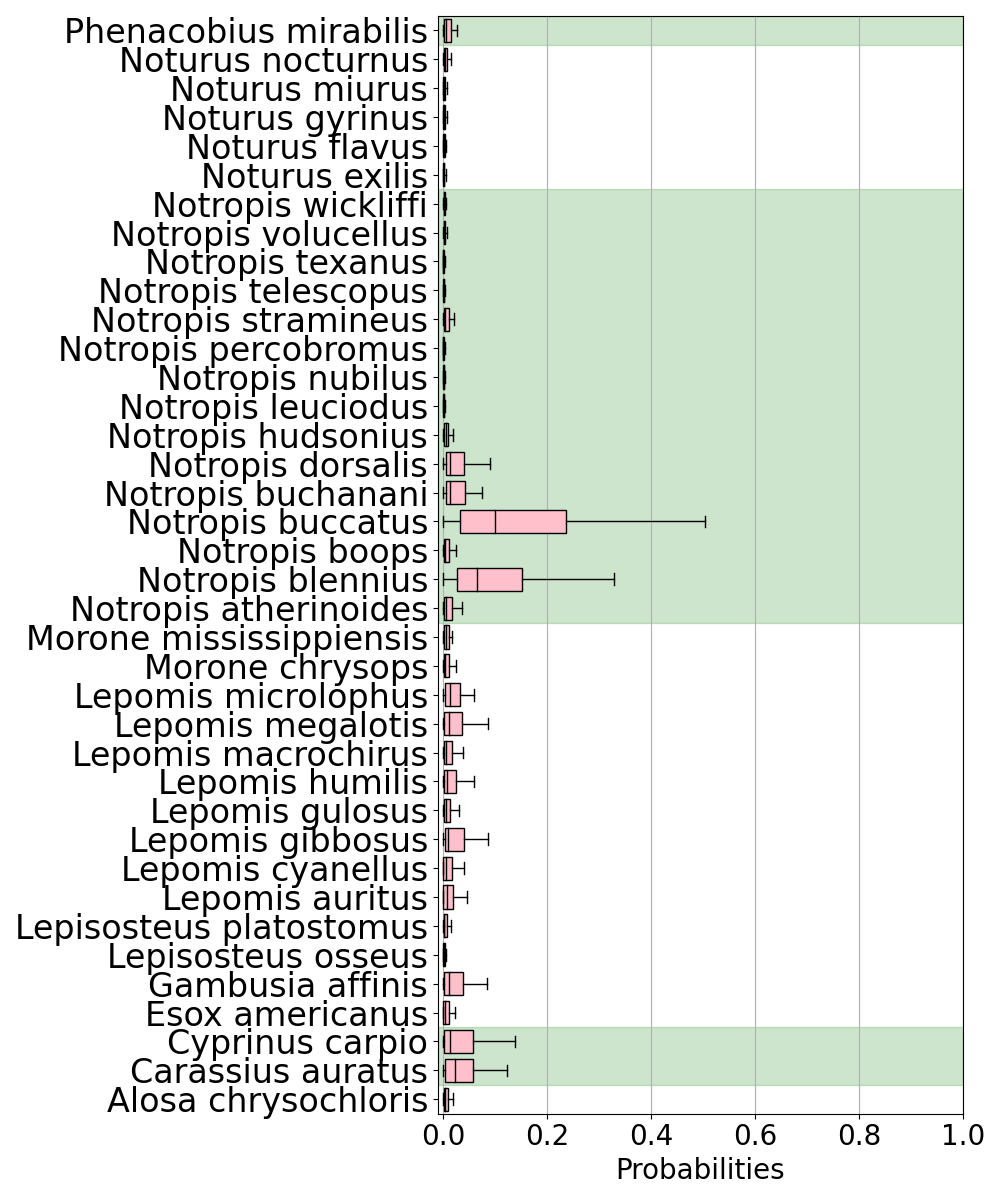 Phenacobius mirabilis
Noturus nocturnus
Noturus miurus
Noturus gyrinus
Noturus flavus
Noturus exilis
Notropis wickliffi
Notropis volucellus
Notropis texanus
Notropis telescopus
Notropis stramineus
Notropis percobromus
Notropis nubilus
Notropis leuciodus
Notropis hudsonius
Notropis dorsalis
Notropis buchanani
Notropis buccatus
Notropis boops
Notropis blennius
Notropis atherinoides
Morone mississippiensis
Morone chrysops
Lepomis microlophus
Lepomis megalotis
Lepomis macrochirus
Lepomis humilis
Lepomis gulosus
Lepomis gibbosus
Lepomis cyanellus
Lepomis auritus
Lepisosteus platostomus
Lepisosteus osseus
Gambusia affinis
Esox americanus
Cyprinus carpio
Carassius auratus
Alosa chrysochloris
0.0 0.2 0.4 0.6 0.8 1.0
Probabilities